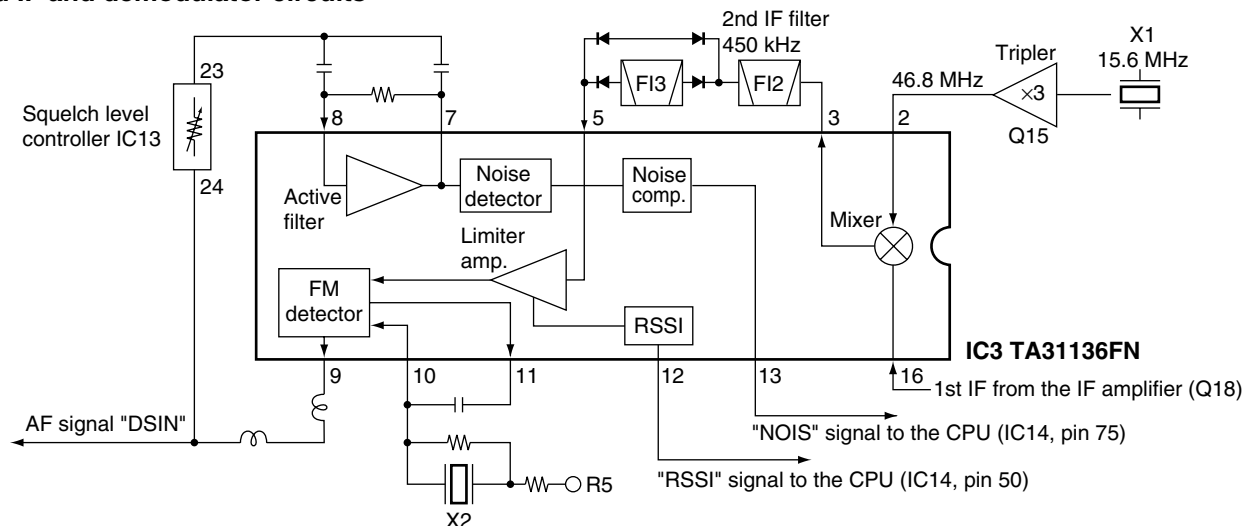 2nd IF filter
450 kHz
X1
15.6 MHz
Tripler
46.8 MHz
×3
Q15
23
Squelch level
controller IC13
24
FI3
FI2
8
7
5
3
2
Active
filter
Noise
detector
Noise
comp.
Mixer
Limiter
amp.
FM
detector
RSSI
IC3 TA31136FN
9
10
11
12
13
16
1st IF from the IF amplifier (Q18)
AF signal "DSIN"
"NOIS" signal to the CPU (IC14, pin 75)
"RSSI" signal to the CPU (IC14, pin 50)
R5
X2